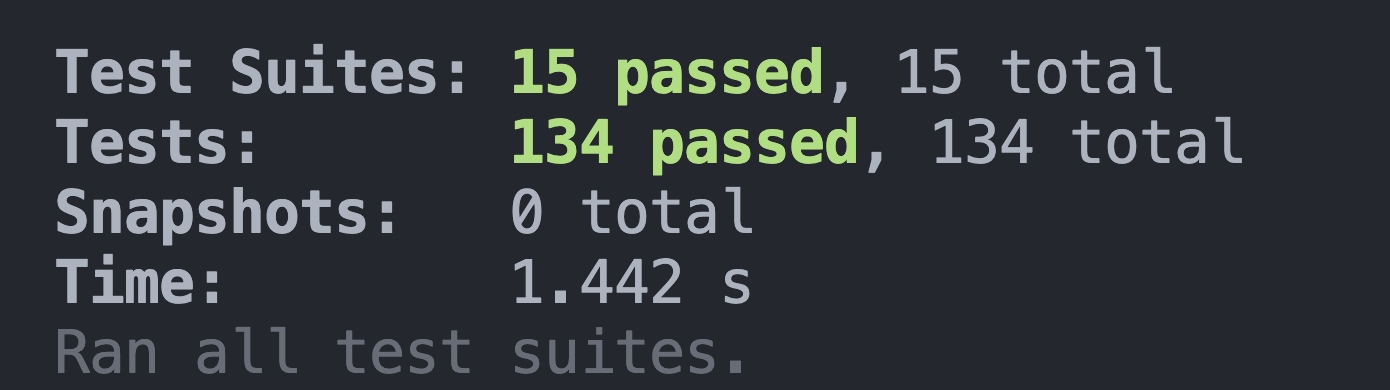 Test Suites: 15 passed, 15 total
Tests: 134 passed, 134 total
Snapshots: 0 total
Time: 1.442 s
Ran all test suites.